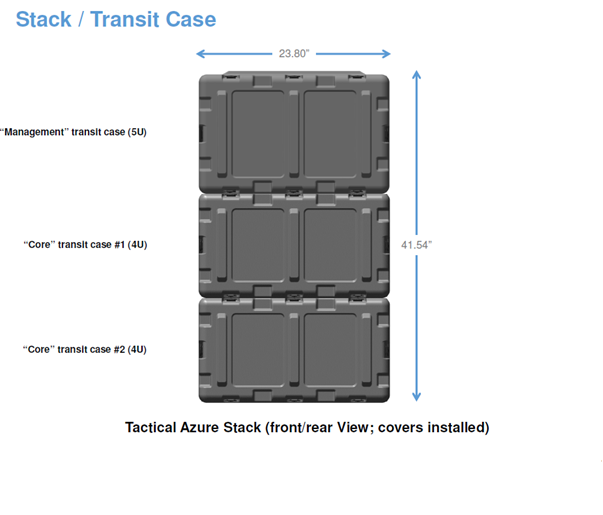 Stack / Transit Case
23.80”
“Management” transit case (5U)
“Core” transit case #1 (4U)
41.54”
“Core” transit case #2 (4U)
Tactical Azure Stack (front/rear View; covers installed)